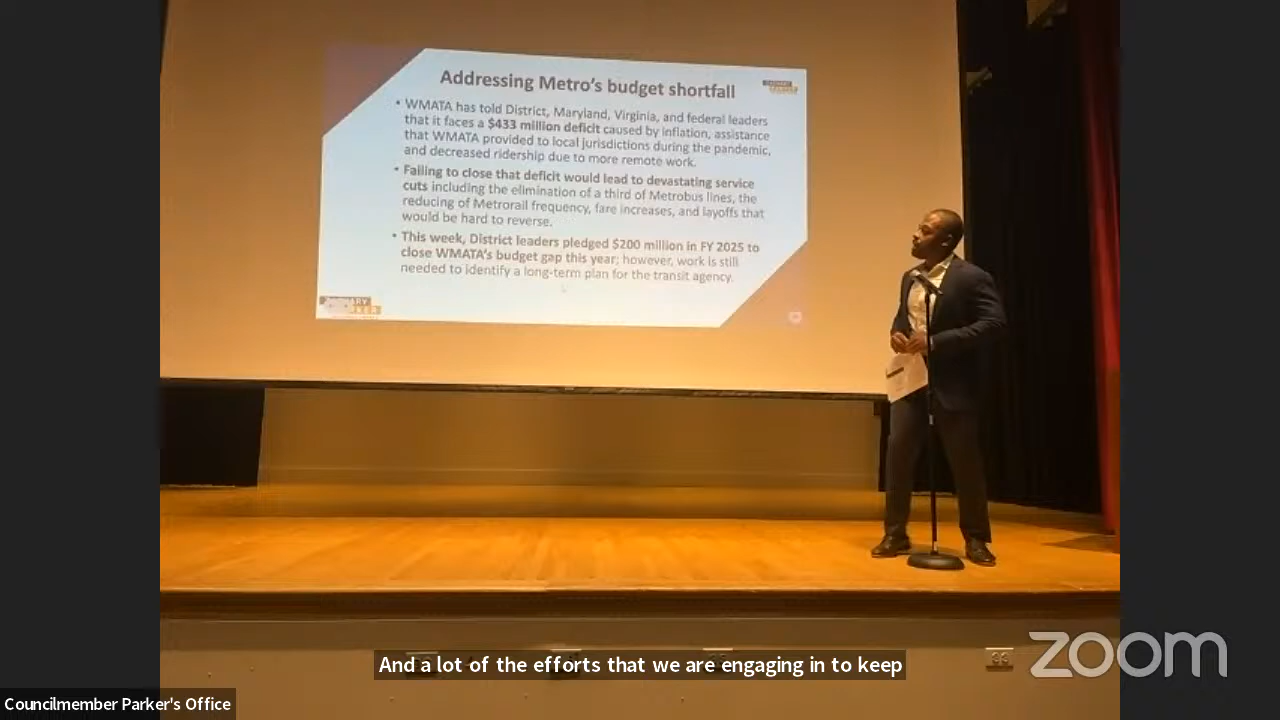 Addressing Metro's budget shortfall
ZACHARY
PARKER
• WMATA has told District, Maryland, Virginia, and federal leaders
that it faces a $433 million deficit caused by inflation, assistance
that WMATA provided to local jurisdictions during the pandemic,
and decreased ridership due to more remote work.
• Failing to close that deficit would lead to devastating service
cuts including the elimination of a third of Metrobus lines, the
reducing of Metrorail frequency, fare increases, and layoffs that
would be hard to reverse.
• This week, District leaders pledged $200 million in FY 2025 to
close WMATA's budget gap this year; however, work is still
needed to identify a long-term plan for the transit agency.
ZACHARY
PARKER
And a lot of the efforts that we are engaging in to keep
zoom
Councilmember Parker's Office